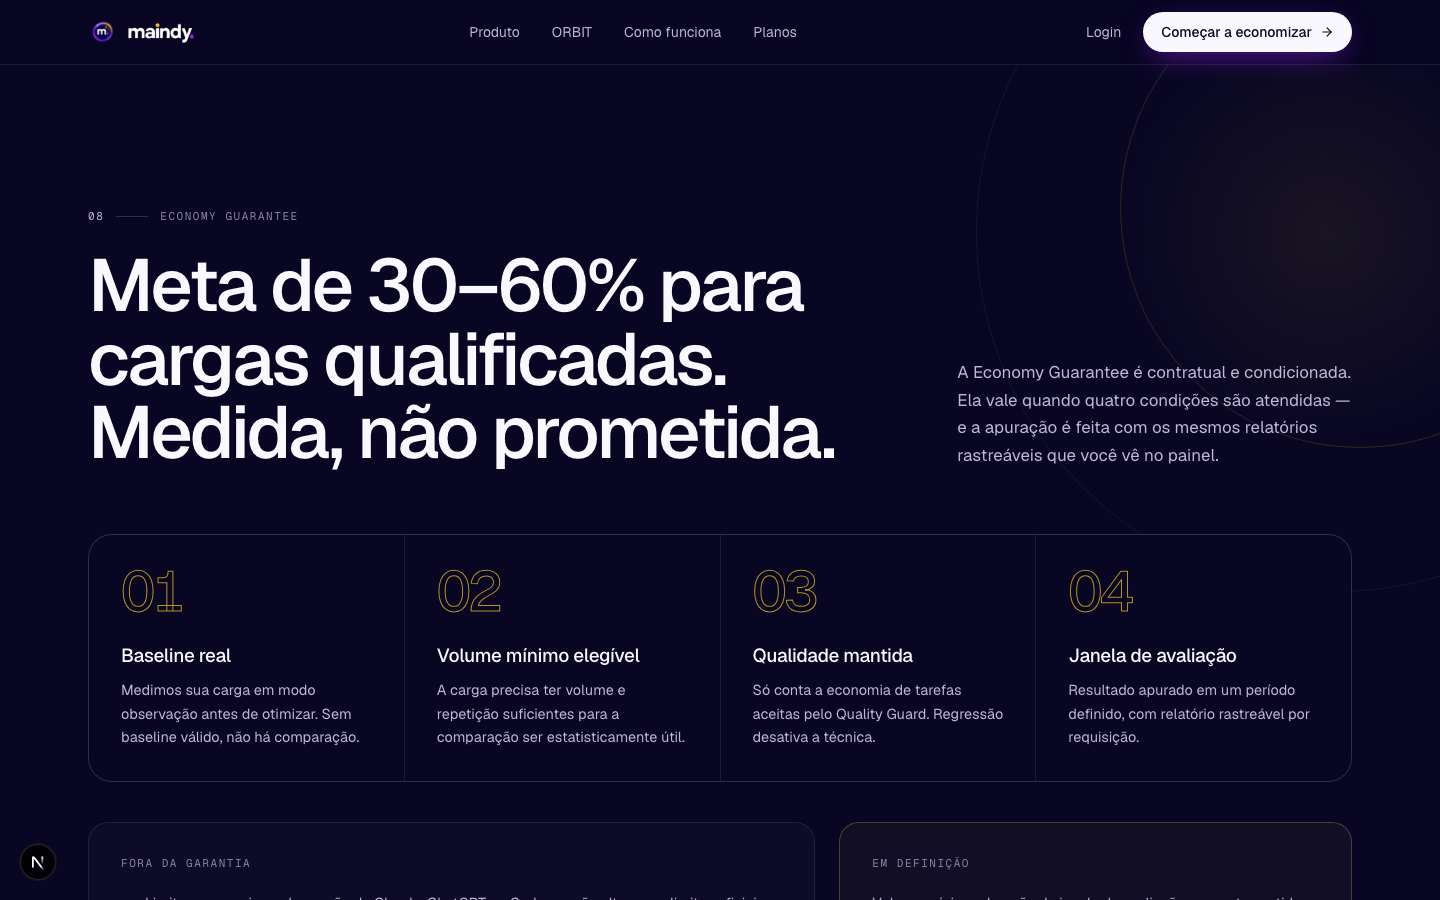 maindy.
Produto
ORBIT
Como funciona
Planos
Login
Começar a economizar
08
ECONOMY GUARANTEE
Meta de 30–60% para
cargas qualificadas.
Medida, não prometida.
A Economy Guarantee é contratual e condicionada.
Ela vale quando quatro condições são atendidas —
e a apuração é feita com os mesmos relatórios
rastreáveis que você vê no painel.
01
Baseline real
Medimos sua carga em modo
observação antes de otimizar. Sem
baseline válido, não há comparação.
02
Volume mínimo elegível
A carga precisa ter volume e
repetição suficientes para a
comparação ser estatisticamente útil.
03
Qualidade mantida
Só conta a economia de tarefas
aceitas pelo Quality Guard. Regressão
desativa a técnica.
04
Janela de avaliação
Resultado apurado em um período
definido, com relatório rastreável por
requisição.
FORA DA GARANTIA
EM DEFINIÇÃO